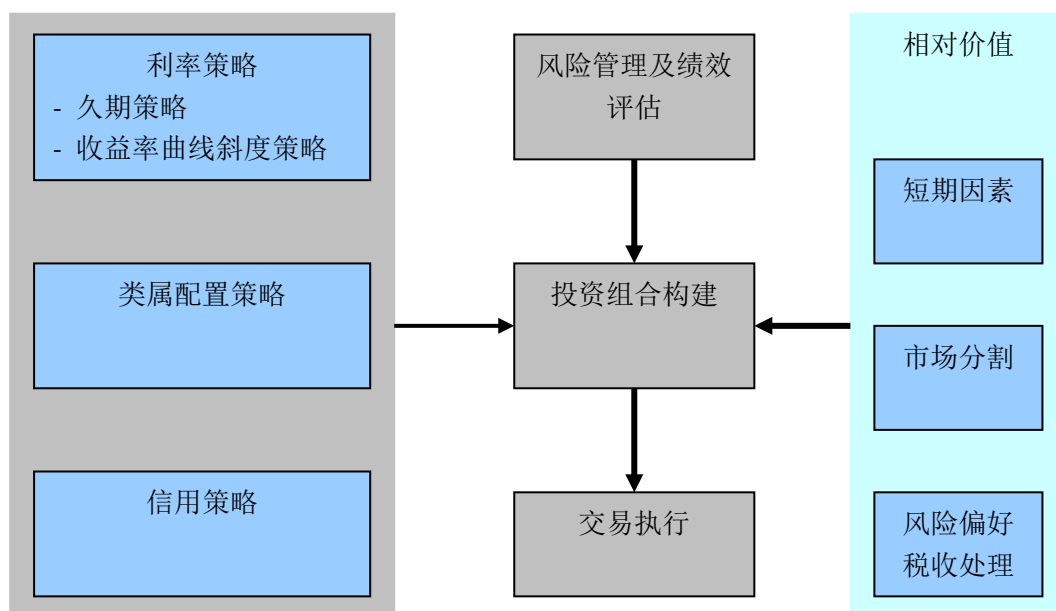 利率策略
- 久期策略
- 收益率曲线斜度策略
类属配置策略
信用策略
风险管理及绩效
评估
投资组合构建
交易执行
相对价值
短期因素
市场分割
风险偏好
税收处理